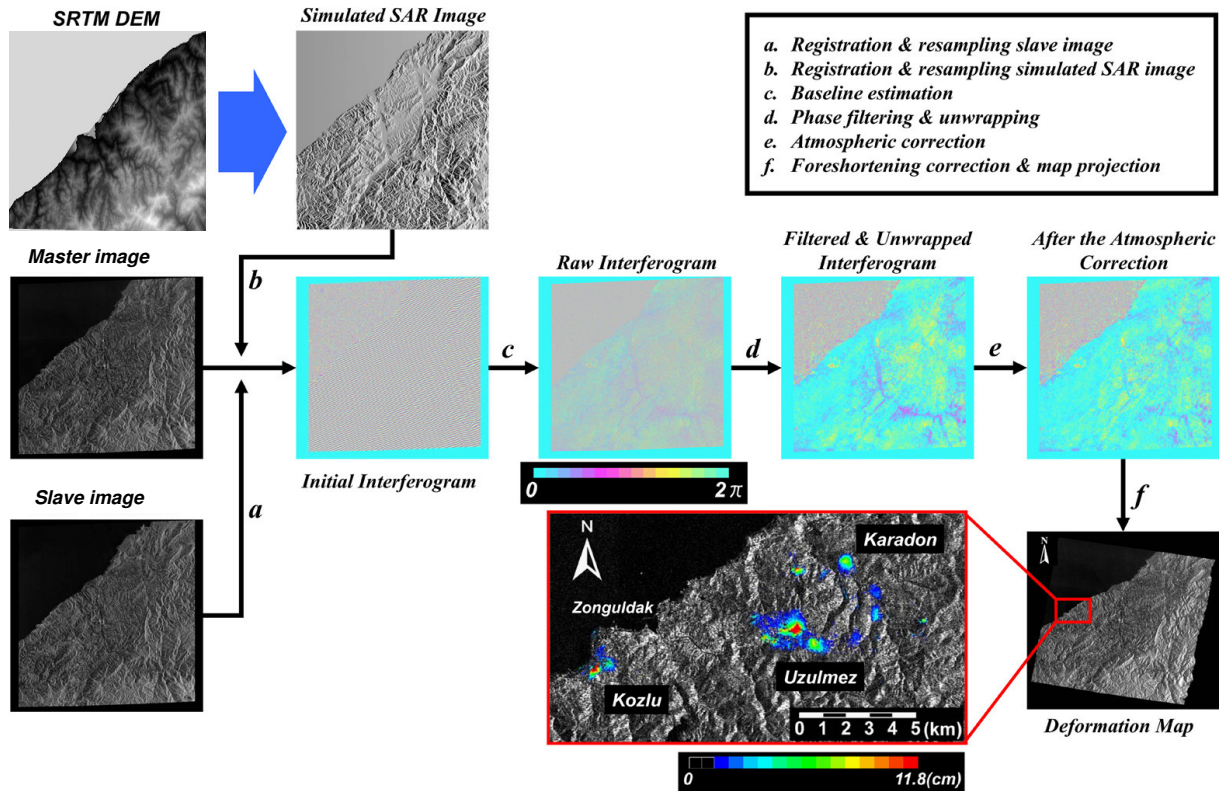 SRTM DEM
Simulated SAR Image
a. Registration & resampling slave image
b. Registration & resampling simulated SAR image
c. Baseline estimation
d. Phase filtering & unwrapping
e. Atmospheric correction
f. Foreshortening correction & map projection
Master image
b
Initial Interferogram
c
Raw Interferogram
0
2π
d
Filtered & Unwrapped
Interferogram
e
After the Atmospheric
Correction
Slave image
a
f
N
Karadon
Zonguldak
Uzulmez
Kozlu
0 1 2 3 4 5 (km)
0
11.8(cm)
N
Deformation Map